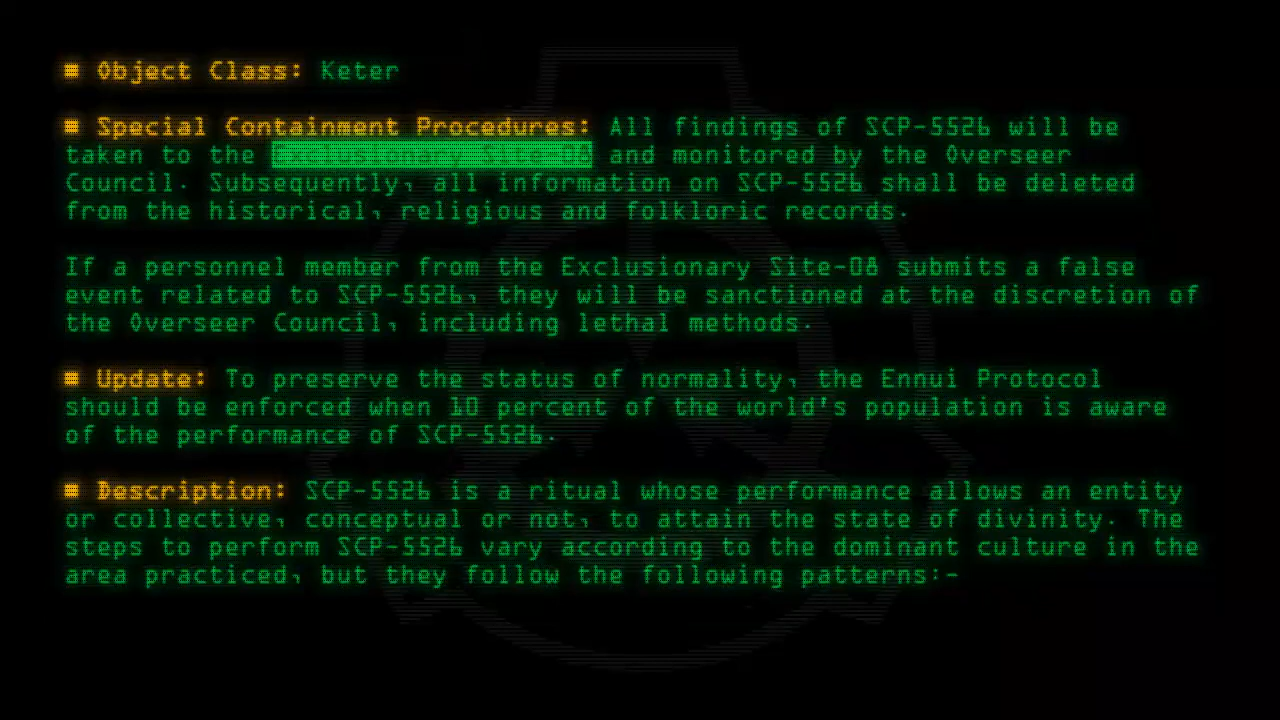 ■ Object Class: Keter
■ Special Containment Procedures: All findings of SCP-5526 will be
taken to the Exclusionary Site-08 and monitored by the Overseer
Council. Subsequently, all information on SCP-5526 shall be deleted
from the historical, religious and folkloric records.
If a personnel member from the Exclusionary Site-08 submits a false
event related to SCP-5526, they will be sanctioned at the discretion of
the Overseer Council, including lethal methods.
■ Update: To preserve the status of normality, the Ennui Protocol
should be enforced when 10 percent of the world's population is aware
of the performance of SCP-5526.
■ Description: SCP-5526 is a ritual whose performance allows an entity
or collective, conceptual or not, to attain the state of divinity. The
steps to perform SCP-5526 vary according to the dominant culture in the
area practiced, but they follow the following patterns:-